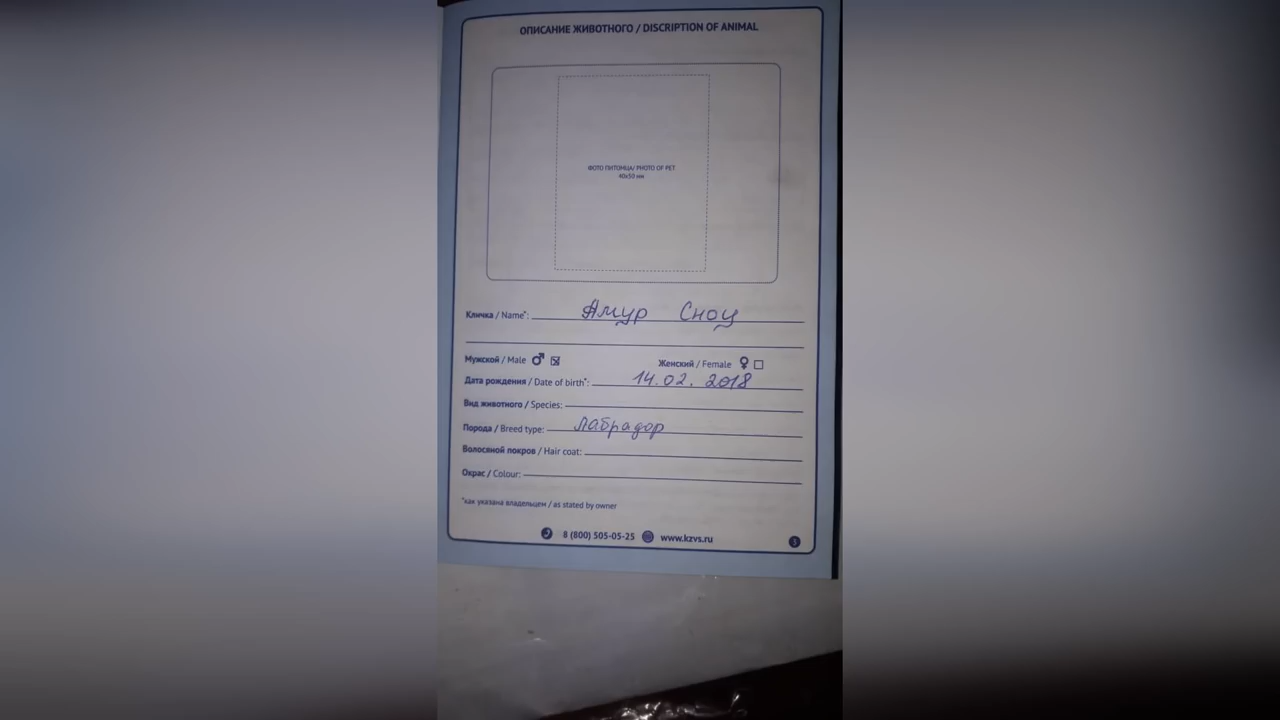 ОПИСАНИЕ ЖИВОТНОГО / DISCRIPTION OF ANIMAL
ФОТО ПИТОМЦА/ PHOTO OF PET
40x50 мм
Кличка / Name*: Амур Сноу
Мужской / Male ♂ ☒ Женский / Female ♀ ☐
Дата рождения / Date of birth*: 14.02.2018
Вид животного / Species:
Порода / Breed type: лабрадор
Волосяной покров / Hair coat:
Окрас / Colour:
*как указана владельцем / as stated by owner
8 (800) 505-05-25 www.kzvs.ru